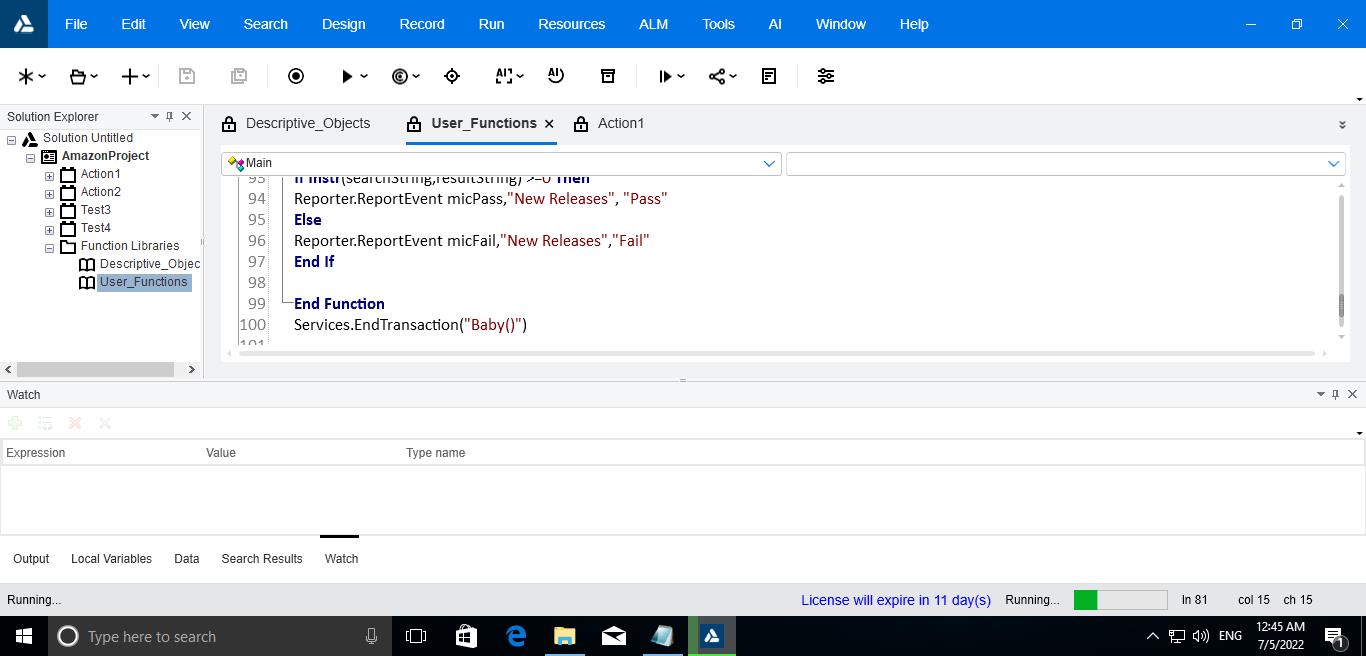 File Edit View Search Design Record Run Resources ALM Tools AI Window Help
AI AI
Solution Explorer
Solution Untitled
AmazonProject
Action1
Action2
Test3
Test4
Function Libraries
Descriptive_Objec
User_Functions
Descriptive_Objects User_Functions Action1
Main
93 If Instr(searchString,resultString) >=0 Then
94 Reporter.ReportEvent micPass,"New Releases", "Pass"
95 Else
96 Reporter.ReportEvent micFail,"New Releases","Fail"
97 End If
98
99 End Function
100 Services.EndTransaction("Baby()")
101
Watch
Expression Value Type name
Output Local Variables Data Search Results Watch
Running... License will expire in 11 day(s) Running... ln 81 col 15 ch 15
Type here to search ENG 12:45 AM
7/5/2022
1